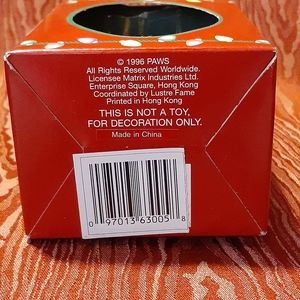 © 1996 PAWS
All Rights Reserved Worldwide.
Licensee Matrix Industries Ltd.
Enterprise Square, Hong Kong
Coordinated by Lustre Fame
Printed in Hong Kong
THIS IS NOT A TOY,
FOR DECORATION ONLY.
Made in China
0 97013 63005 8